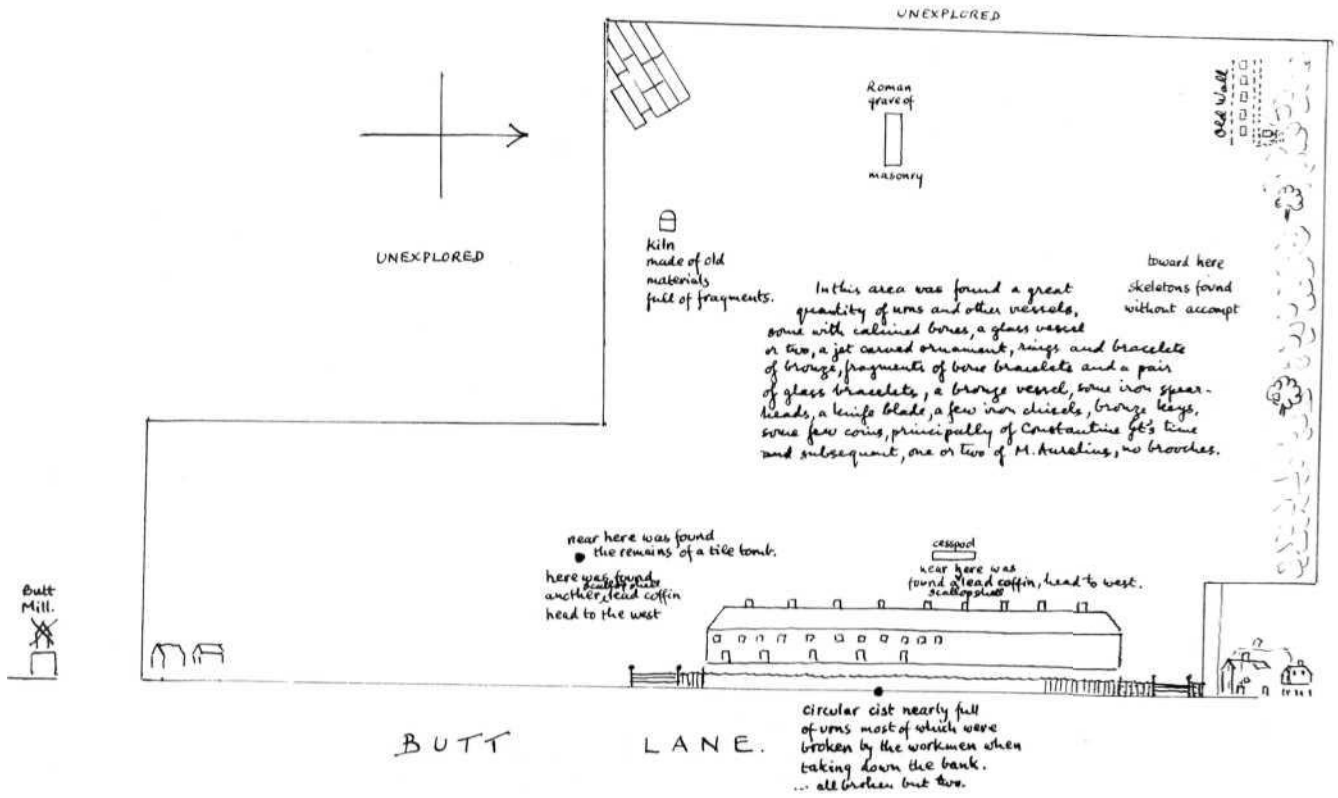 UNEXPLORED
Roman
grave of
masonry
Old Wall
UNEXPLORED
kiln
made of old
materials
full of fragments.
toward here
skeletons found
without accompt
In this area was found a great
quantity of urns and other vessels,
some with calcined bones, a glass vessel
or two, a jet carved ornament, rings and bracelets
of bronze, fragments of bone bracelets and a pair
of glass bracelets, a bronze vessel, some iron spear-
heads, a knife blade, a few iron chisels, bronze keys,
some few coins, principally of Constantine Gt's time
and subsequent, one or two of M. Aurelius, no brooches.
near here was found
the remains of a tile tomb.
here was found
scallop shell
another lead coffin
head to the west
cesspool
near here was
found a lead coffin, head to west.
scallop shell
Butt
Mill.
circular cist nearly full
of urns most of which were
broken by the workmen when
taking down the bank.
... all broken but two.
BUTT LANE.